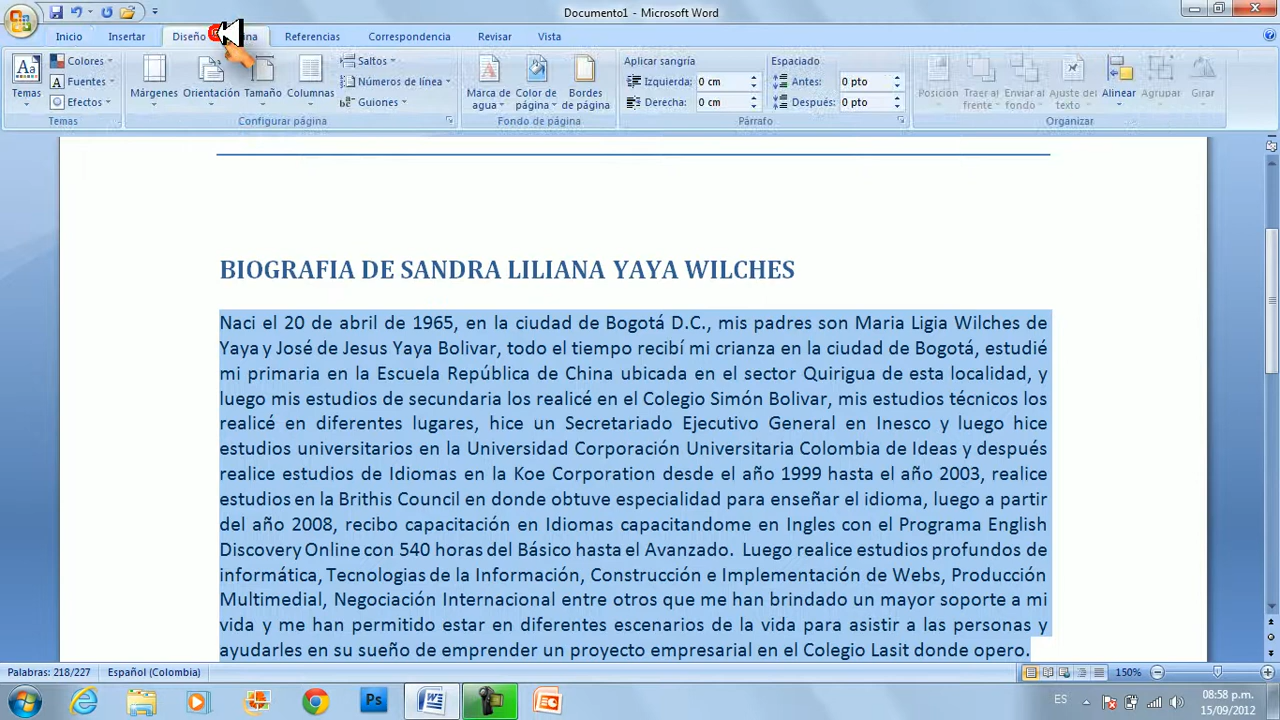 Documento1 - Microsoft Word
Inicio Insertar Diseño Referencias Correspondencia Revisar Vista
Temas Colores Fuentes Efectos Márgenes Orientación Tamaño Columnas Saltos Números de línea Guiones Marca de agua Color de página Bordes de página Aplicar sangría Izquierda: 0 cm Derecha: 0 cm Espaciado Antes: 0 pto Después: 0 pto Posición Traer al frente Enviar al fondo Ajuste del texto Alinear Agrupar Girar
Temas Configurar página Fondo de página Párrafo Organizar
BIOGRAFIA DE SANDRA LILIANA YAYA WILCHES
Naci el 20 de abril de 1965, en la ciudad de Bogotá D.C., mis padres son Maria Ligia Wilches de
Yaya y José de Jesus Yaya Bolivar, todo el tiempo recibí mi crianza en la ciudad de Bogotá, estudié
mi primaria en la Escuela República de China ubicada en el sector Quirigua de esta localidad, y
luego mis estudios de secundaria los realicé en el Colegio Simón Bolivar, mis estudios técnicos los
realicé en diferentes lugares, hice un Secretariado Ejecutivo General en Inesco y luego hice
estudios universitarios en la Universidad Corporación Universitaria Colombia de Ideas y después
realice estudios de Idiomas en la Koe Corporation desde el año 1999 hasta el año 2003, realice
estudios en la Brithis Council en donde obtuve especialidad para enseñar el idioma, luego a partir
del año 2008, recibo capacitación en Idiomas capacitandome en Ingles con el Programa English
Discovery Online con 540 horas del Básico hasta el Avanzado. Luego realice estudios profundos de
informática, Tecnologias de la Información, Construcción e Implementación de Webs, Producción
Multimedial, Negociación Internacional entre otros que me han brindado un mayor soporte a mi
vida y me han permitido estar en diferentes escenarios de la vida para asistir a las personas y
ayudarles en su sueño de emprender un proyecto empresarial en el Colegio Lasit donde opero.
Palabras: 218/227 Español (Colombia) 150%
Ps ES 08:58 p.m.
15/09/2012